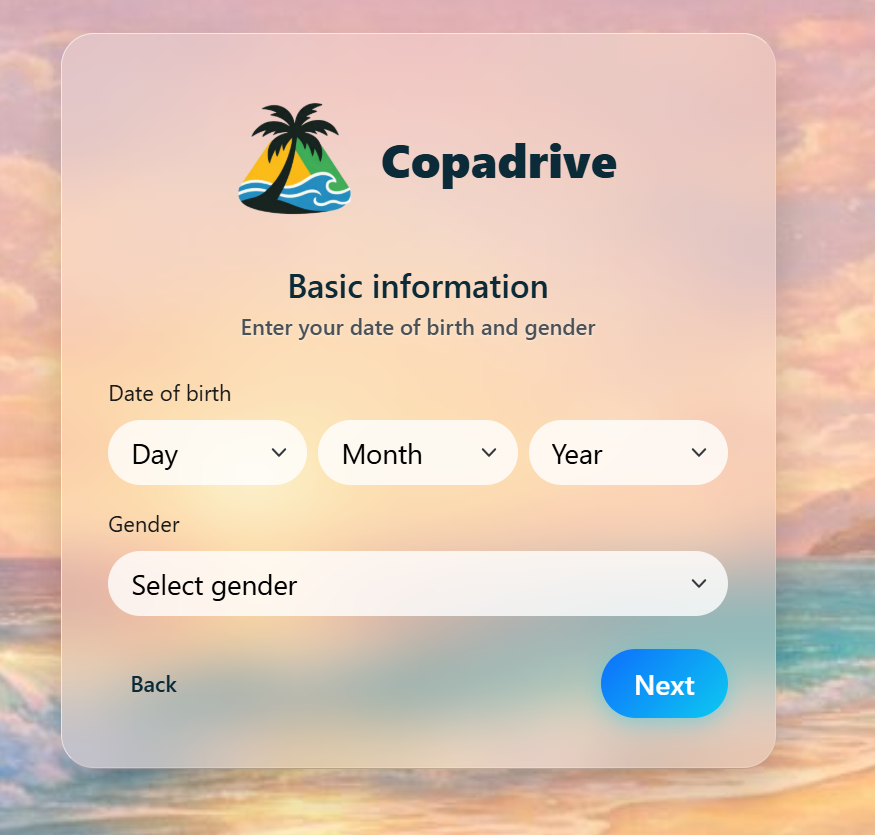 Copadrive
Basic information
Enter your date of birth and gender
Date of birth
Day Month Year
Gender
Select gender
Back Next